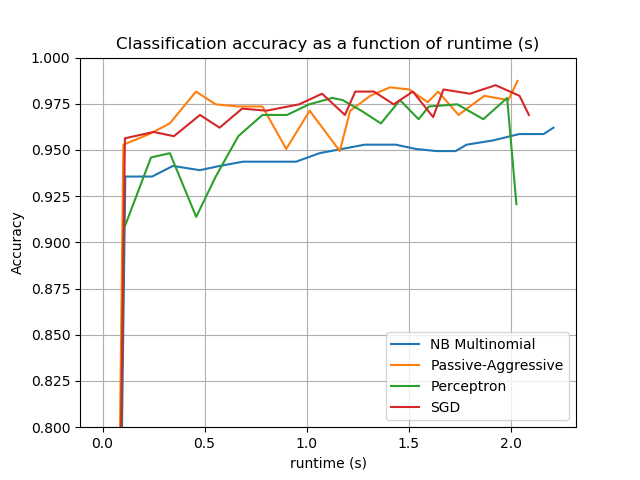 Classification accuracy as a function of runtime (s)
1.000
0.975
0.950
0.925
0.900
0.875
0.850
0.825
0.800
Accuracy
NB Multinomial
Passive-Aggressive
Perceptron
SGD
0.0 0.5 1.0 1.5 2.0
runtime (s)